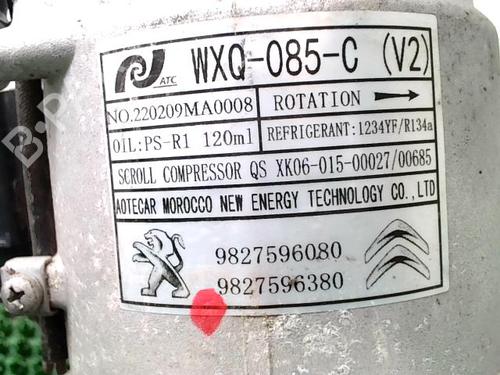 ATC WXQ-085-C (V2)
NO.220209MA0008 ROTATION
OIL:PS-R1 120ml REFRIGERANT:1234YF/R134a
SCROLL COMPRESSOR QS XK06-015-00027/00685
AOTECAR MOROCCO NEW ENERGY TECHNOLOGY CO.,LTD
9827596080
9827596380